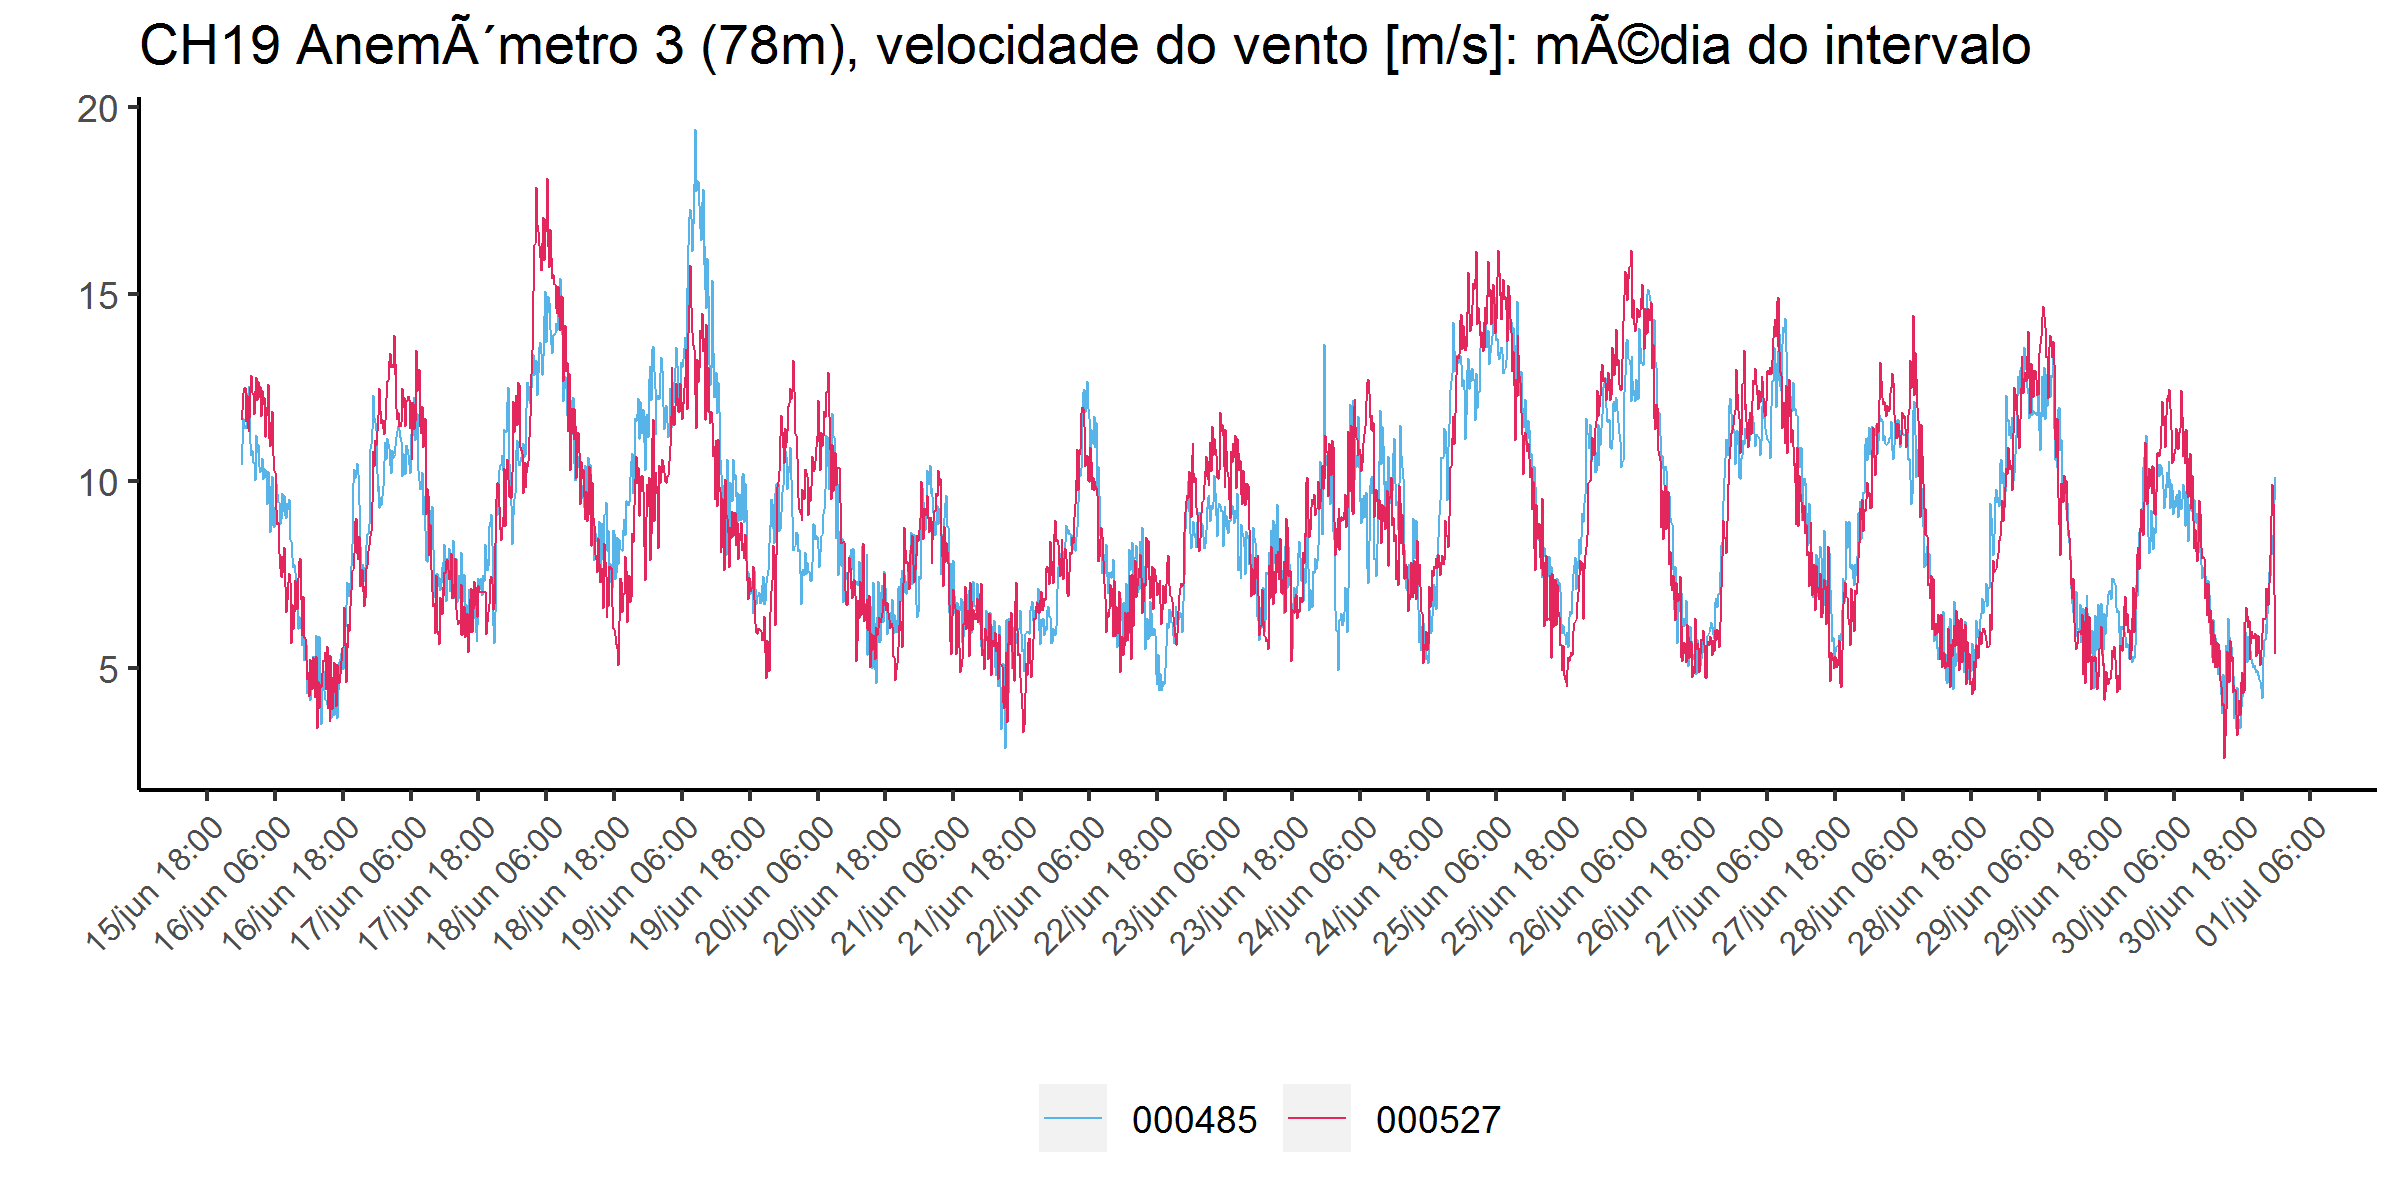 CH19 AnemÃ´metro 3 (78m), velocidade do vento [m/s]: mÃ©dia do intervalo
20
15
10
5
15/jun 18:00
16/jun 06:00
16/jun 18:00
17/jun 06:00
17/jun 18:00
18/jun 06:00
18/jun 18:00
19/jun 06:00
19/jun 18:00
20/jun 06:00
20/jun 18:00
21/jun 06:00
21/jun 18:00
22/jun 06:00
22/jun 18:00
23/jun 06:00
23/jun 18:00
24/jun 06:00
24/jun 18:00
25/jun 06:00
25/jun 18:00
26/jun 06:00
26/jun 18:00
27/jun 06:00
27/jun 18:00
28/jun 06:00
28/jun 18:00
29/jun 06:00
29/jun 18:00
30/jun 06:00
30/jun 18:00
01/jul 06:00
000485 000527